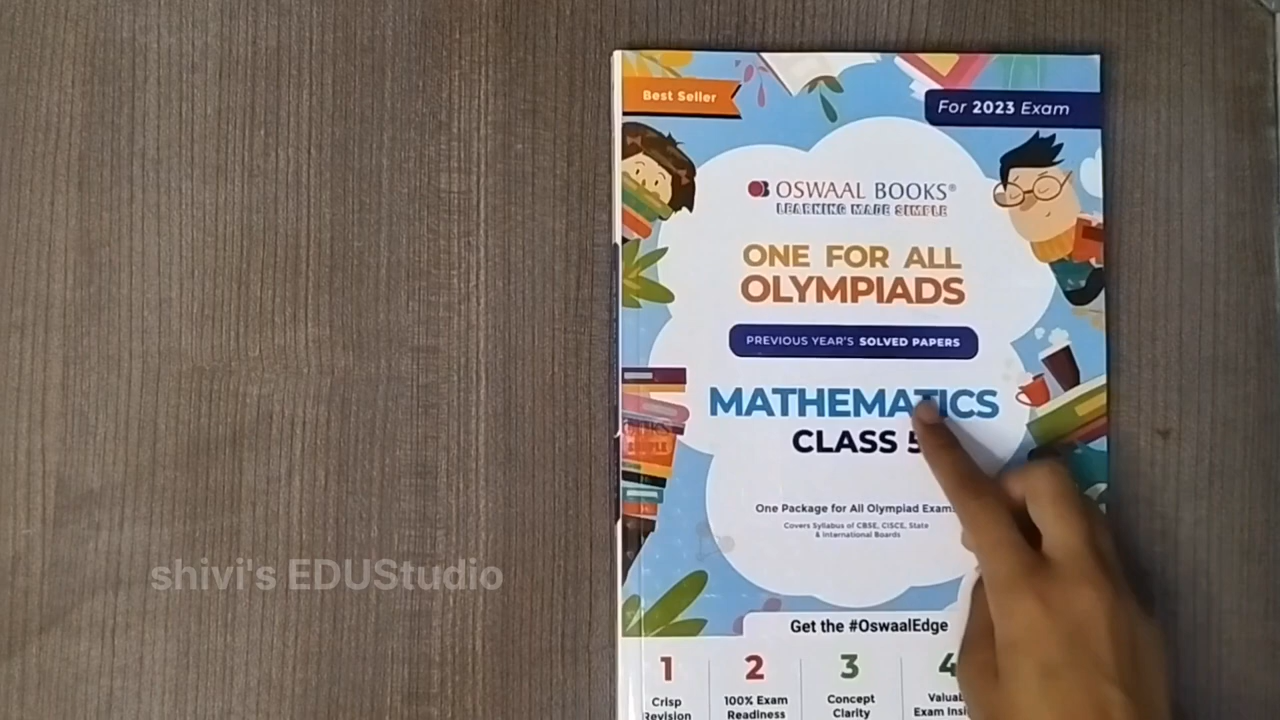 Best Seller
For 2023 Exam
OSWAAL BOOKS®
LEARNING MADE SIMPLE
ONE FOR ALL
OLYMPIADS
PREVIOUS YEAR'S SOLVED PAPERS
MATHEMATICS
CLASS 5
One Package for All Olympiad Exams
Covers Syllabus of CBSE, CISCE, State
& International Boards
shivi's EDUStudio
Get the #OswaalEdge
1 2 3 4
Crisp 100% Exam Concept
Revision Readiness Clarity Exam